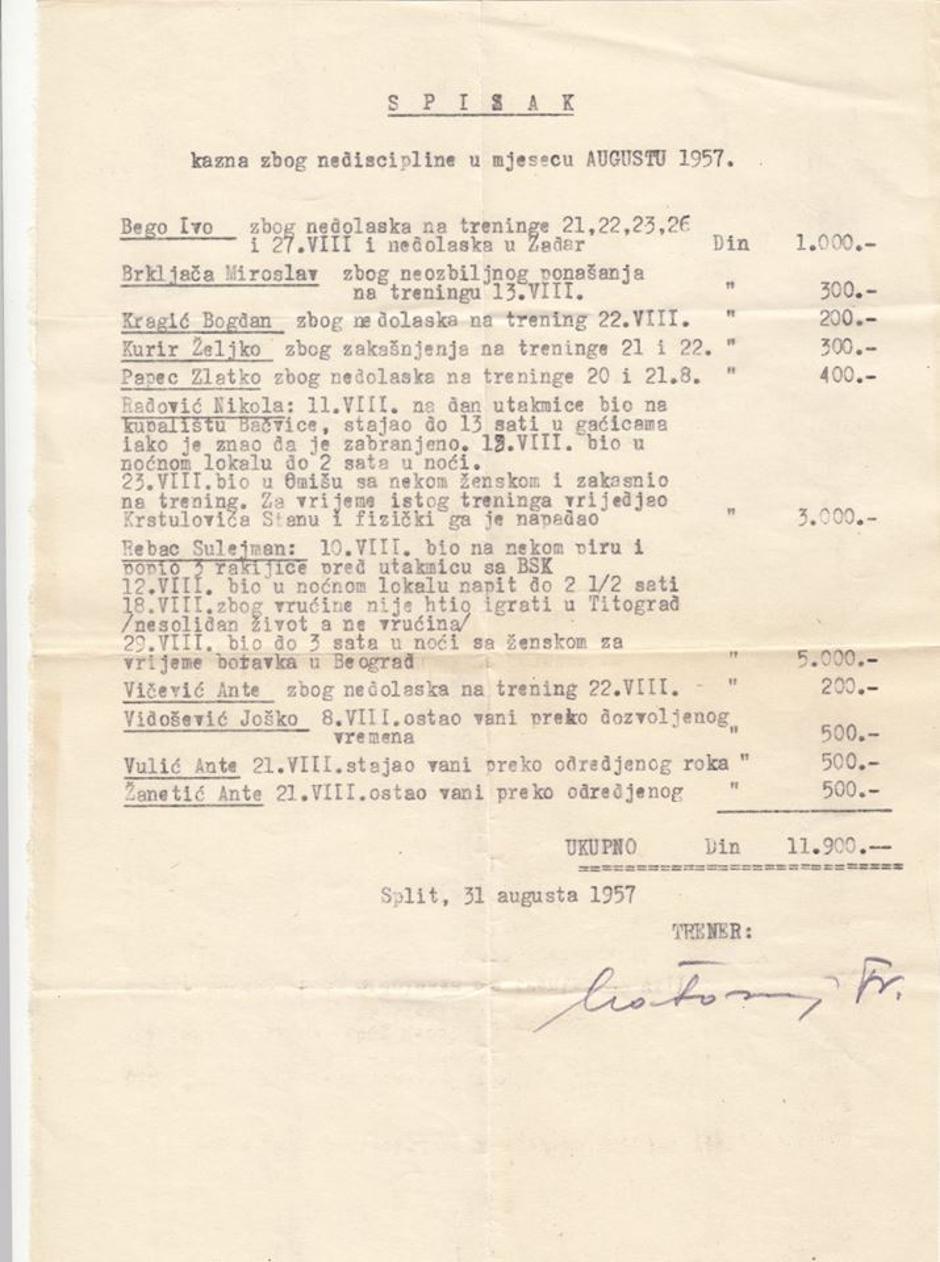 S P I S A K
kazna zbog nediscipline u mjesecu AUGUSTU 1957.
Bego Ivo zbog nedolaska na treninge 21,22,23,26
i 27.VIII i nedolaska u Zadar Din 1.000.-
Brkljača Miroslav zbog neozbiljnog ponašanja
na treningu 13.VIII. " 300.-
Kragić Bogdan zbog nedolaska na trening 22.VIII. " 200.-
Kurir Željko zbog zakašnjenja na treninge 21 i 22. " 300.-
Papec Zlatko zbog nedolaska na treninge 20 i 21.8. " 400.-
Radović Nikola: 11.VIII. na dan utakmice bio na
kupalištu Bačvice, stajao do 13 sati u gaćicama
iako je znao da je zabranjeno. 12.VIII. bio u
noćnom lokalu do 2 sata u noći.
23.VIII.bio u Omišu sa nekom ženskom i zakasnio
na trening. Za vrijeme istog treninga vrijedjao
Krstulovića Stanu i fizički ga je napadao " 3.000.-
Rebac Sulejman: 10.VIII. bio na nekom piru i
popio 3 rakijice pred utakmicu sa BSK
12.VIII. bio u noćnom lokalu napit do 2 1/2 sati
18.VIII.zbog vrućine nije htio igrati u Titograd
/nesolidan život a ne vrućina/
29.VIII. bio do 3 sata u noći sa ženskom za
vrijeme boravka u Beograd " 5.000.-
Vičević Ante zbog nedolaska na trening 22.VIII. - " 200.-
Vidošević Joško 8.VIII.ostao vani preko dozvoljenog
vremena " 500.-
Vulić Ante 21.VIII.stajao vani preko odredjenog roka " 500.-
Žanetić Ante 21.VIII.ostao vani preko odredjenog " 500.-
UKUPNO Din 11.900.--
Split, 31 augusta 1957
TRENER:
Fr.